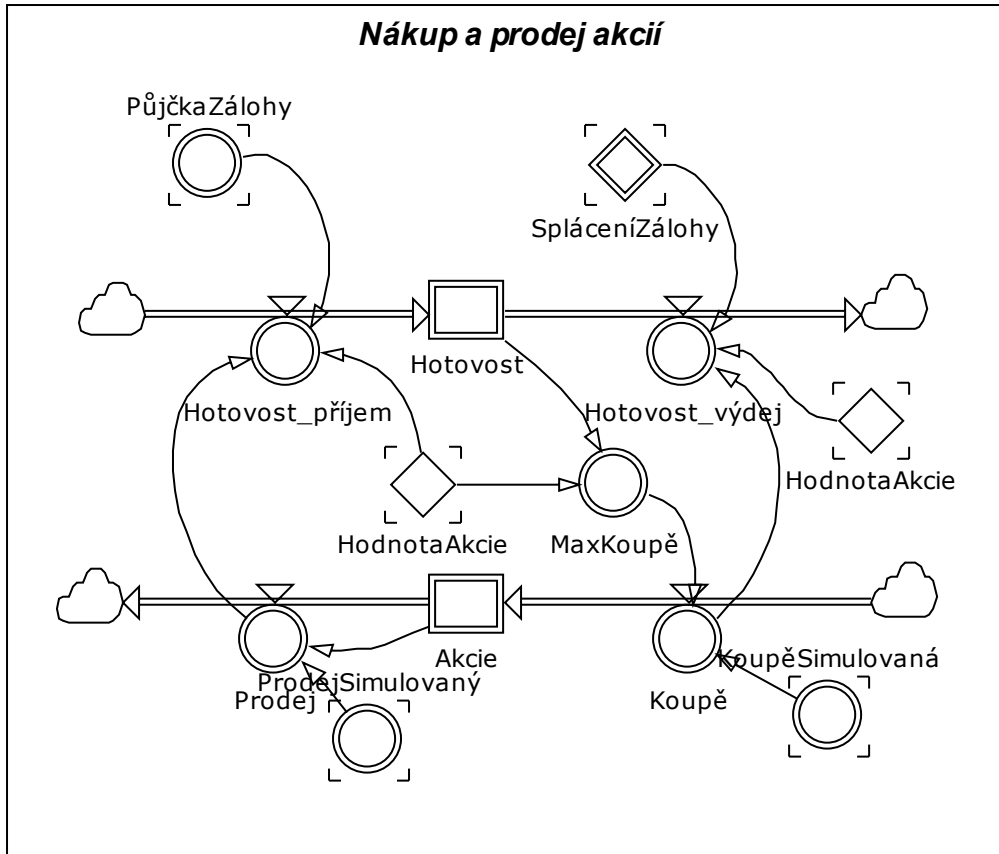 Nákup a prodej akcií
PůjčkaZálohy
SpláceníZálohy
Hotovost
Hotovost_příjem
Hotovost_výdej
HodnotaAkcie
HodnotaAkcie
MaxKoupě
Akcie
KoupěSimulovaná
ProdejSimulovaný
Prodej
Koupě